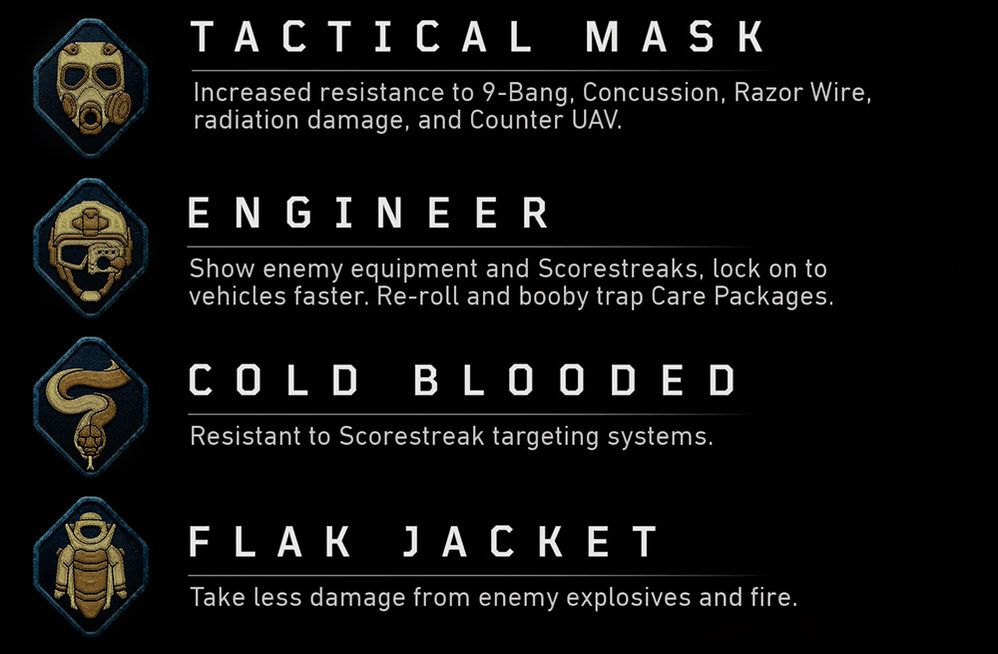 TACTICAL MASK
Increased resistance to 9-Bang, Concussion, Razor Wire,
radiation damage, and Counter UAV.
ENGINEER
Show enemy equipment and Scorestreaks, lock on to
vehicles faster. Re-roll and booby trap Care Packages.
COLD BLOODED
Resistant to Scorestreak targeting systems.
FLAK JACKET
Take less damage from enemy explosives and fire.